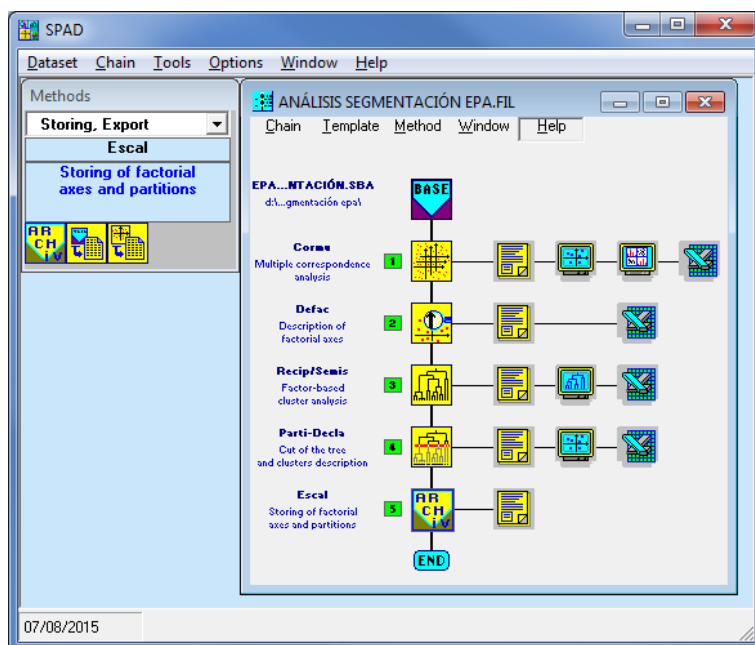 SPAD
Dataset Chain Tools Options Window Help
Methods
Storing, Export
Escal
Storing of factorial
axes and partitions
AR
CH
iv
ANÁLISIS SEGMENTACIÓN EPA.FIL
Chain Template Method Window Help
EPA...NTACIÓN.SBA
d:\...gmentación epa\
BASE
Cormu
Multiple correspondence
analysis
1
Defac
Description of
factorial axes
2
Recip/Semis
Factor-based
cluster analysis
3
Parti-Decla
Cut of the tree
and clusters description
4
Escal
Storing of factorial
axes and partitions
5
AR
CH
iv
END
07/08/2015